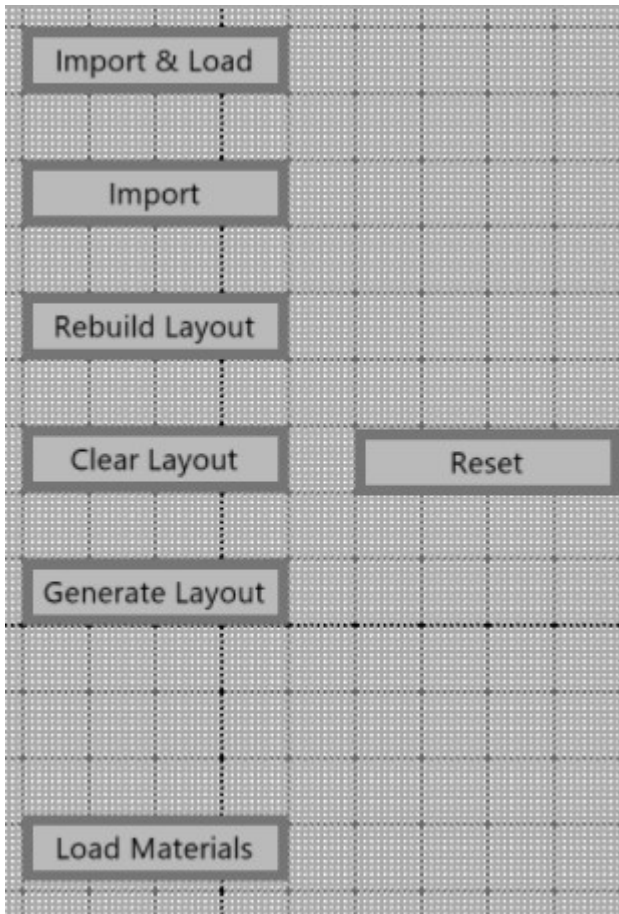 Import & Load
Import
Rebuild Layout
Clear Layout
Reset
Generate Layout
Load Materials